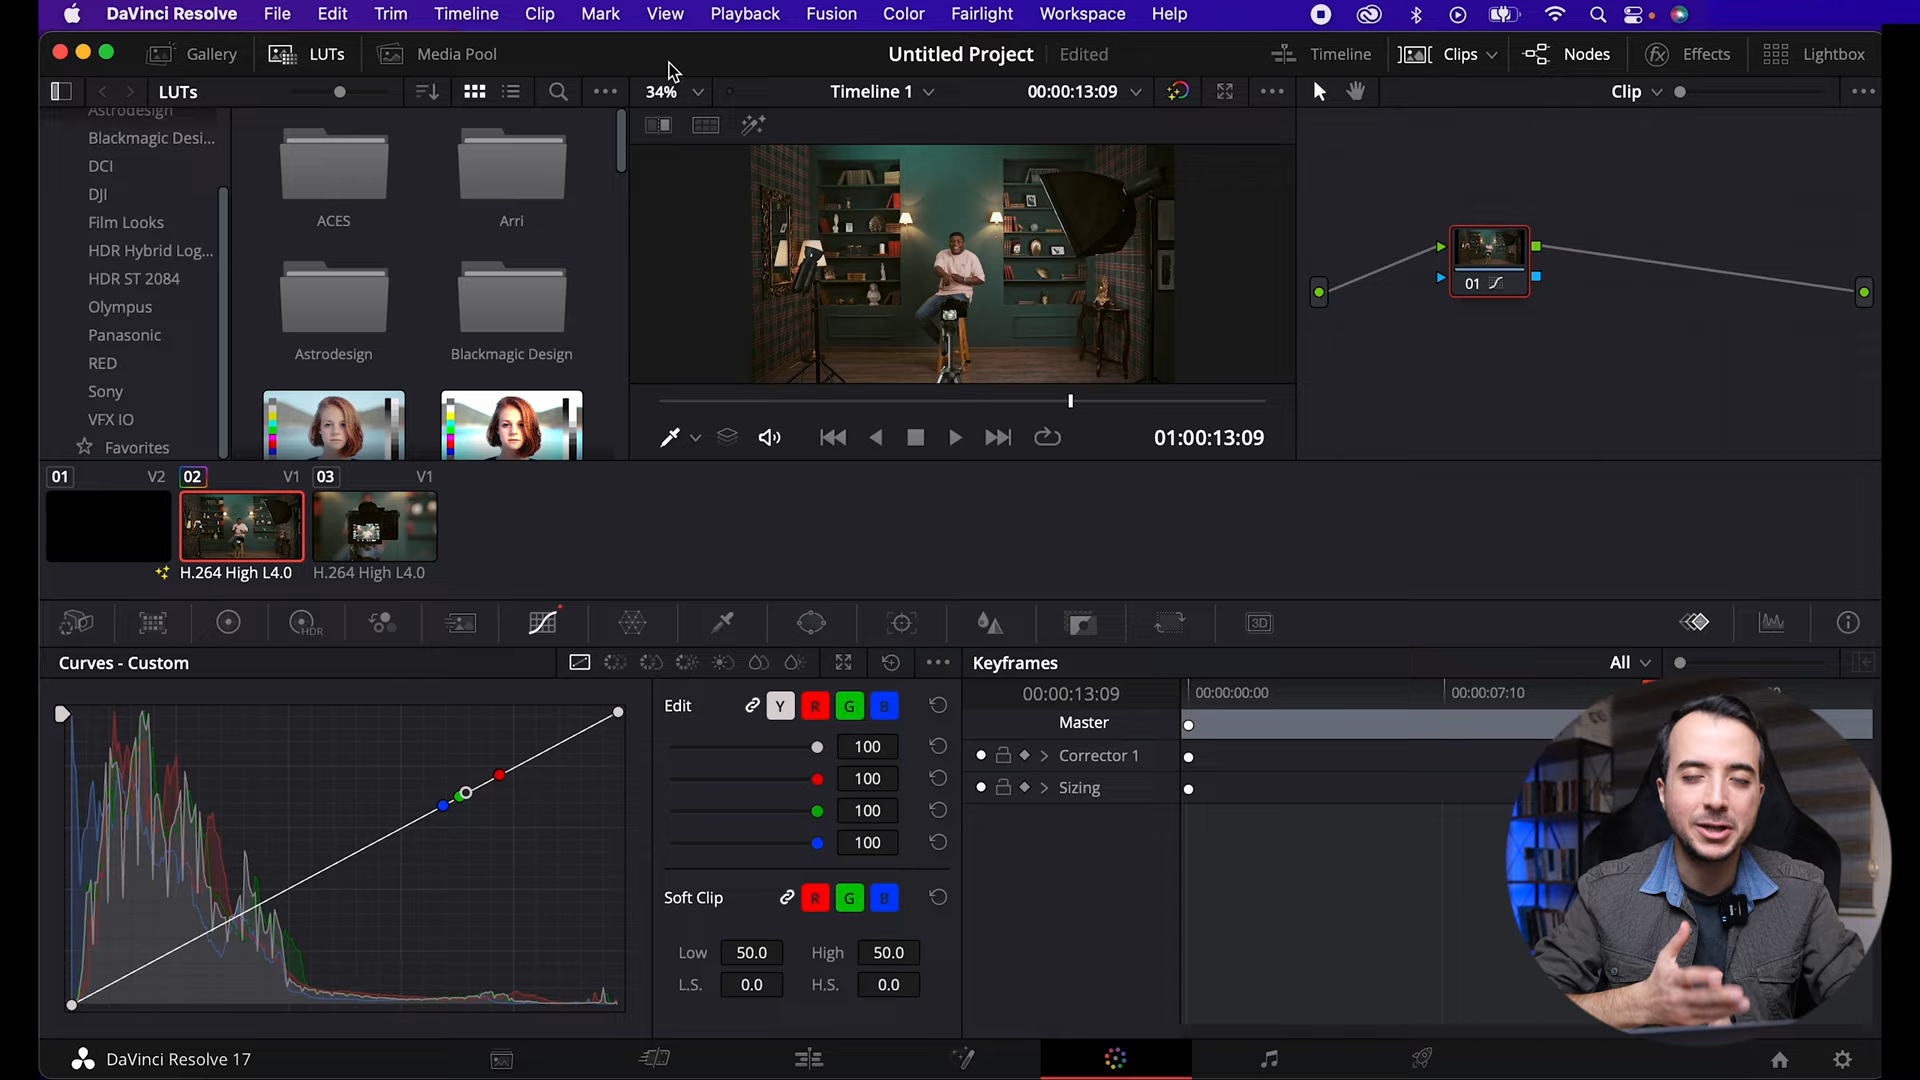 DaVinci Resolve File Edit Trim Timeline Clip Mark View Playback Fusion Color Fairlight Workspace Help
Gallery LUTs Media Pool Untitled Project Edited Timeline Clips Nodes Effects Lightbox
LUTs 34% Timeline 1 00:00:13:09 Clip
Astrodesign
Blackmagic Desi...
DCI
DJI
Film Looks
HDR Hybrid Log...
HDR ST 2084
Olympus
Panasonic
RED
Sony
VFX IO
Favorites
ACES Arri
Astrodesign Blackmagic Design
01
01:00:13:09
01 V2 02 V1 03 V1
H.264 High L4.0 H.264 High L4.0
HDR
3D
Curves - Custom
Edit Y R G B
100
100
100
100
Soft Clip R G B
Low 50.0 High 50.0
L.S. 0.0 H.S. 0.0
Keyframes All
00:00:13:09 00:00:00:00 00:00:07:10
Master
Corrector 1
Sizing
DaVinci Resolve 17